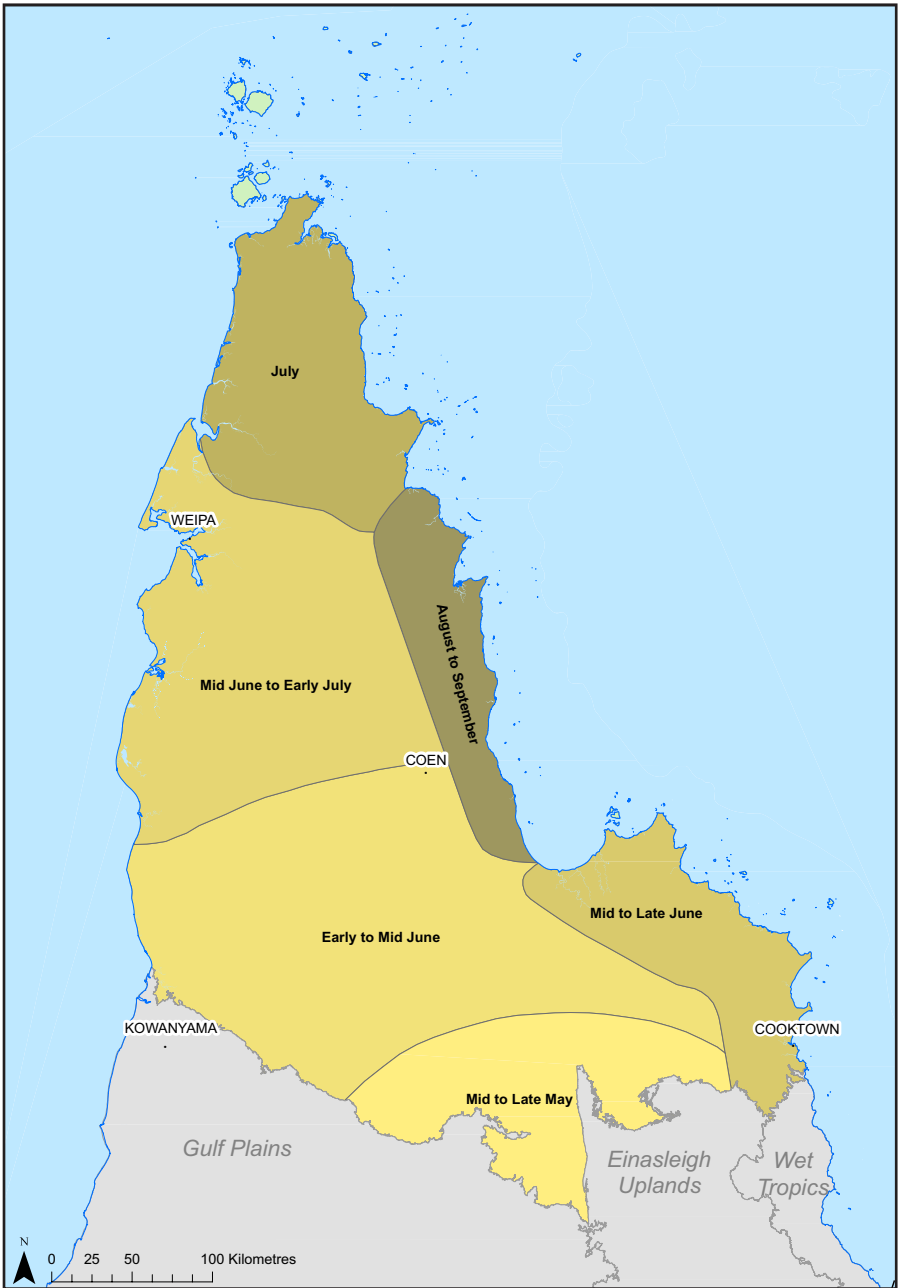 July
WEIPA
August to September
Mid June to Early July
COEN
Mid to Late June
Early to Mid June
KOWANYAMA
COOKTOWN
Mid to Late May
Gulf Plains
Einasleigh
Uplands
Wet
Tropics
N
0 25 50 100 Kilometres